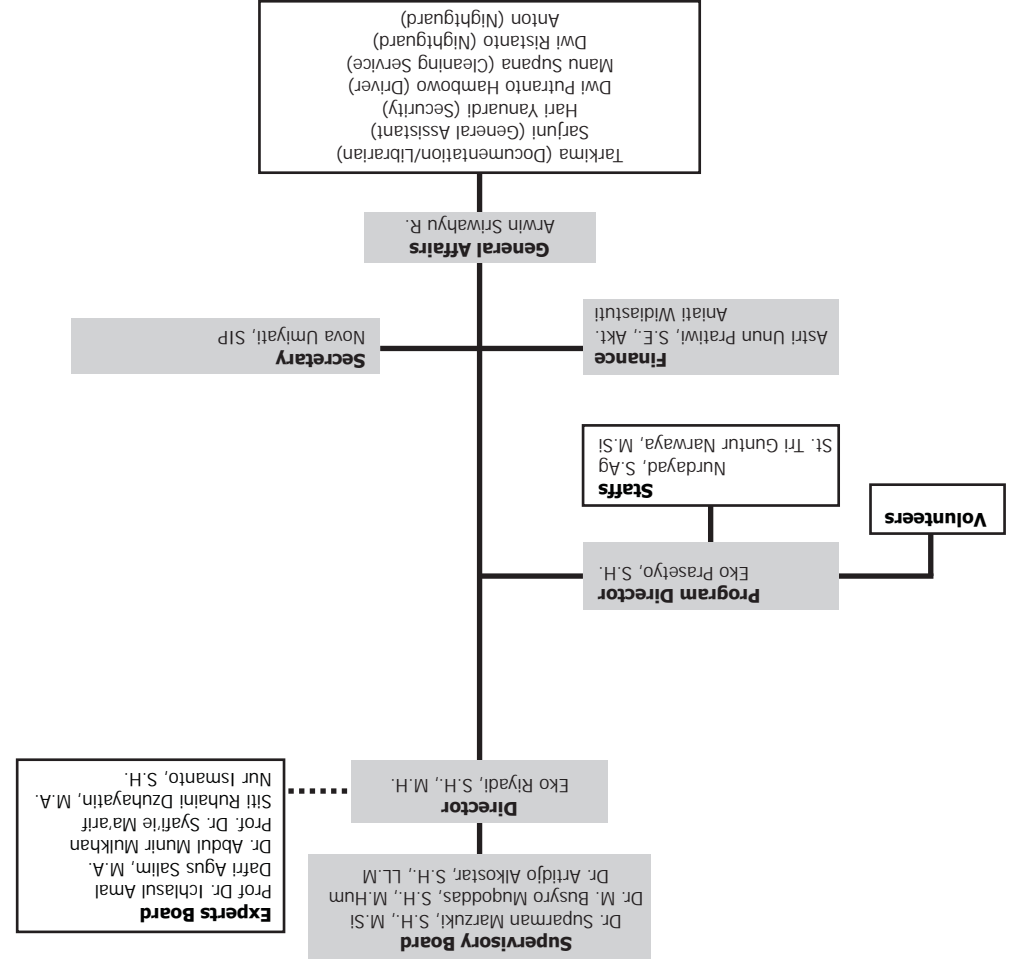 Supervisory Board
Dr. Suparman Marzuki, S.H., M.Si
Dr. M. Busyro Muqoddas, S.H., M.Hum
Dr. Artidjo Alkostar, S.H., LL.M
Director
Eko Riyadi, S.H., M.H.
Experts Board
Prof Dr. Ichlasul Amal
Dafri Agus Salim, M.A.
Dr. Abdul Munir Mulkhan
Prof. Dr. Syafi'ie Ma'arif
Siti Ruhaini Dzuhayatin, M.A.
Nur Ismanto, S.H.
Program Director
Eko Prasetyo, S.H.
Volunteers
Staffs
Nurdayad, S.Ag
St. Tri Guntur Narwaya, M.Si
Finance
Astri Unun Pratiwi, S.E., Akt.
Aniati Widiastuti
Secretary
Nova Umiyati, SIP
General Affairs
Arwin Sriwahyu R.
Tarkima (Documentation/Librarian)
Sarjuni (General Assistant)
Hari Yanuardi (Security)
Dwi Putranto Hambowo (Driver)
Manu Supana (Cleaning Service)
Dwi Ristanto (Nightguard)
Anton (Nightguard)